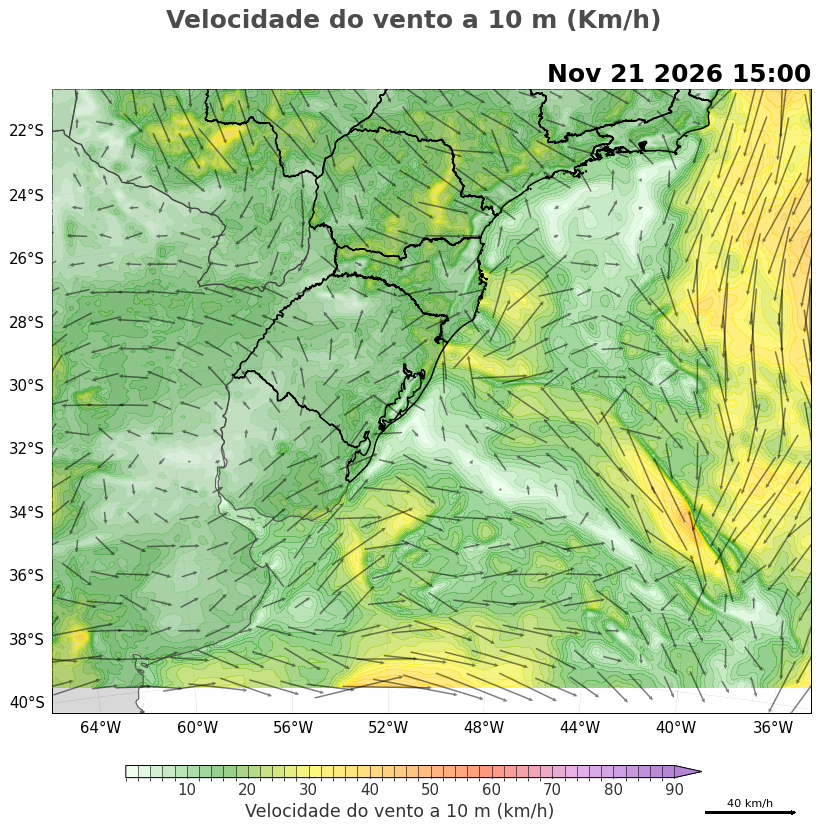 Velocidade do vento a 10 m (Km/h)
Nov 21 2026 15:00
22°S
24°S
26°S
28°S
30°S
32°S
34°S
36°S
38°S
40°S
64°W 60°W 56°W 52°W 48°W 44°W 40°W 36°W
10 20 30 40 50 60 70 80 90
Velocidade do vento a 10 m (km/h)
40 km/h